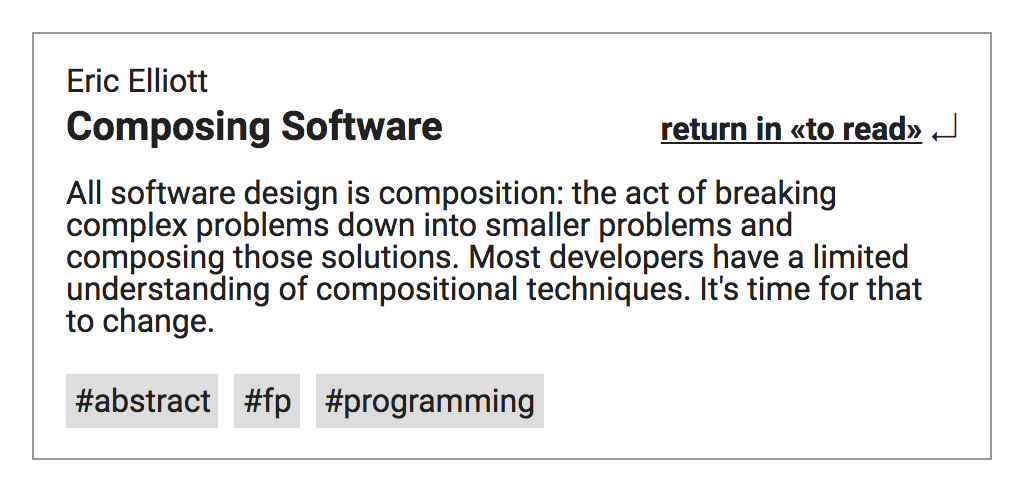 Eric Elliott
Composing Software
return in «to read»
All software design is composition: the act of breaking
complex problems down into smaller problems and
composing those solutions. Most developers have a limited
understanding of compositional techniques. It's time for that
to change.
#abstract #fp #programming